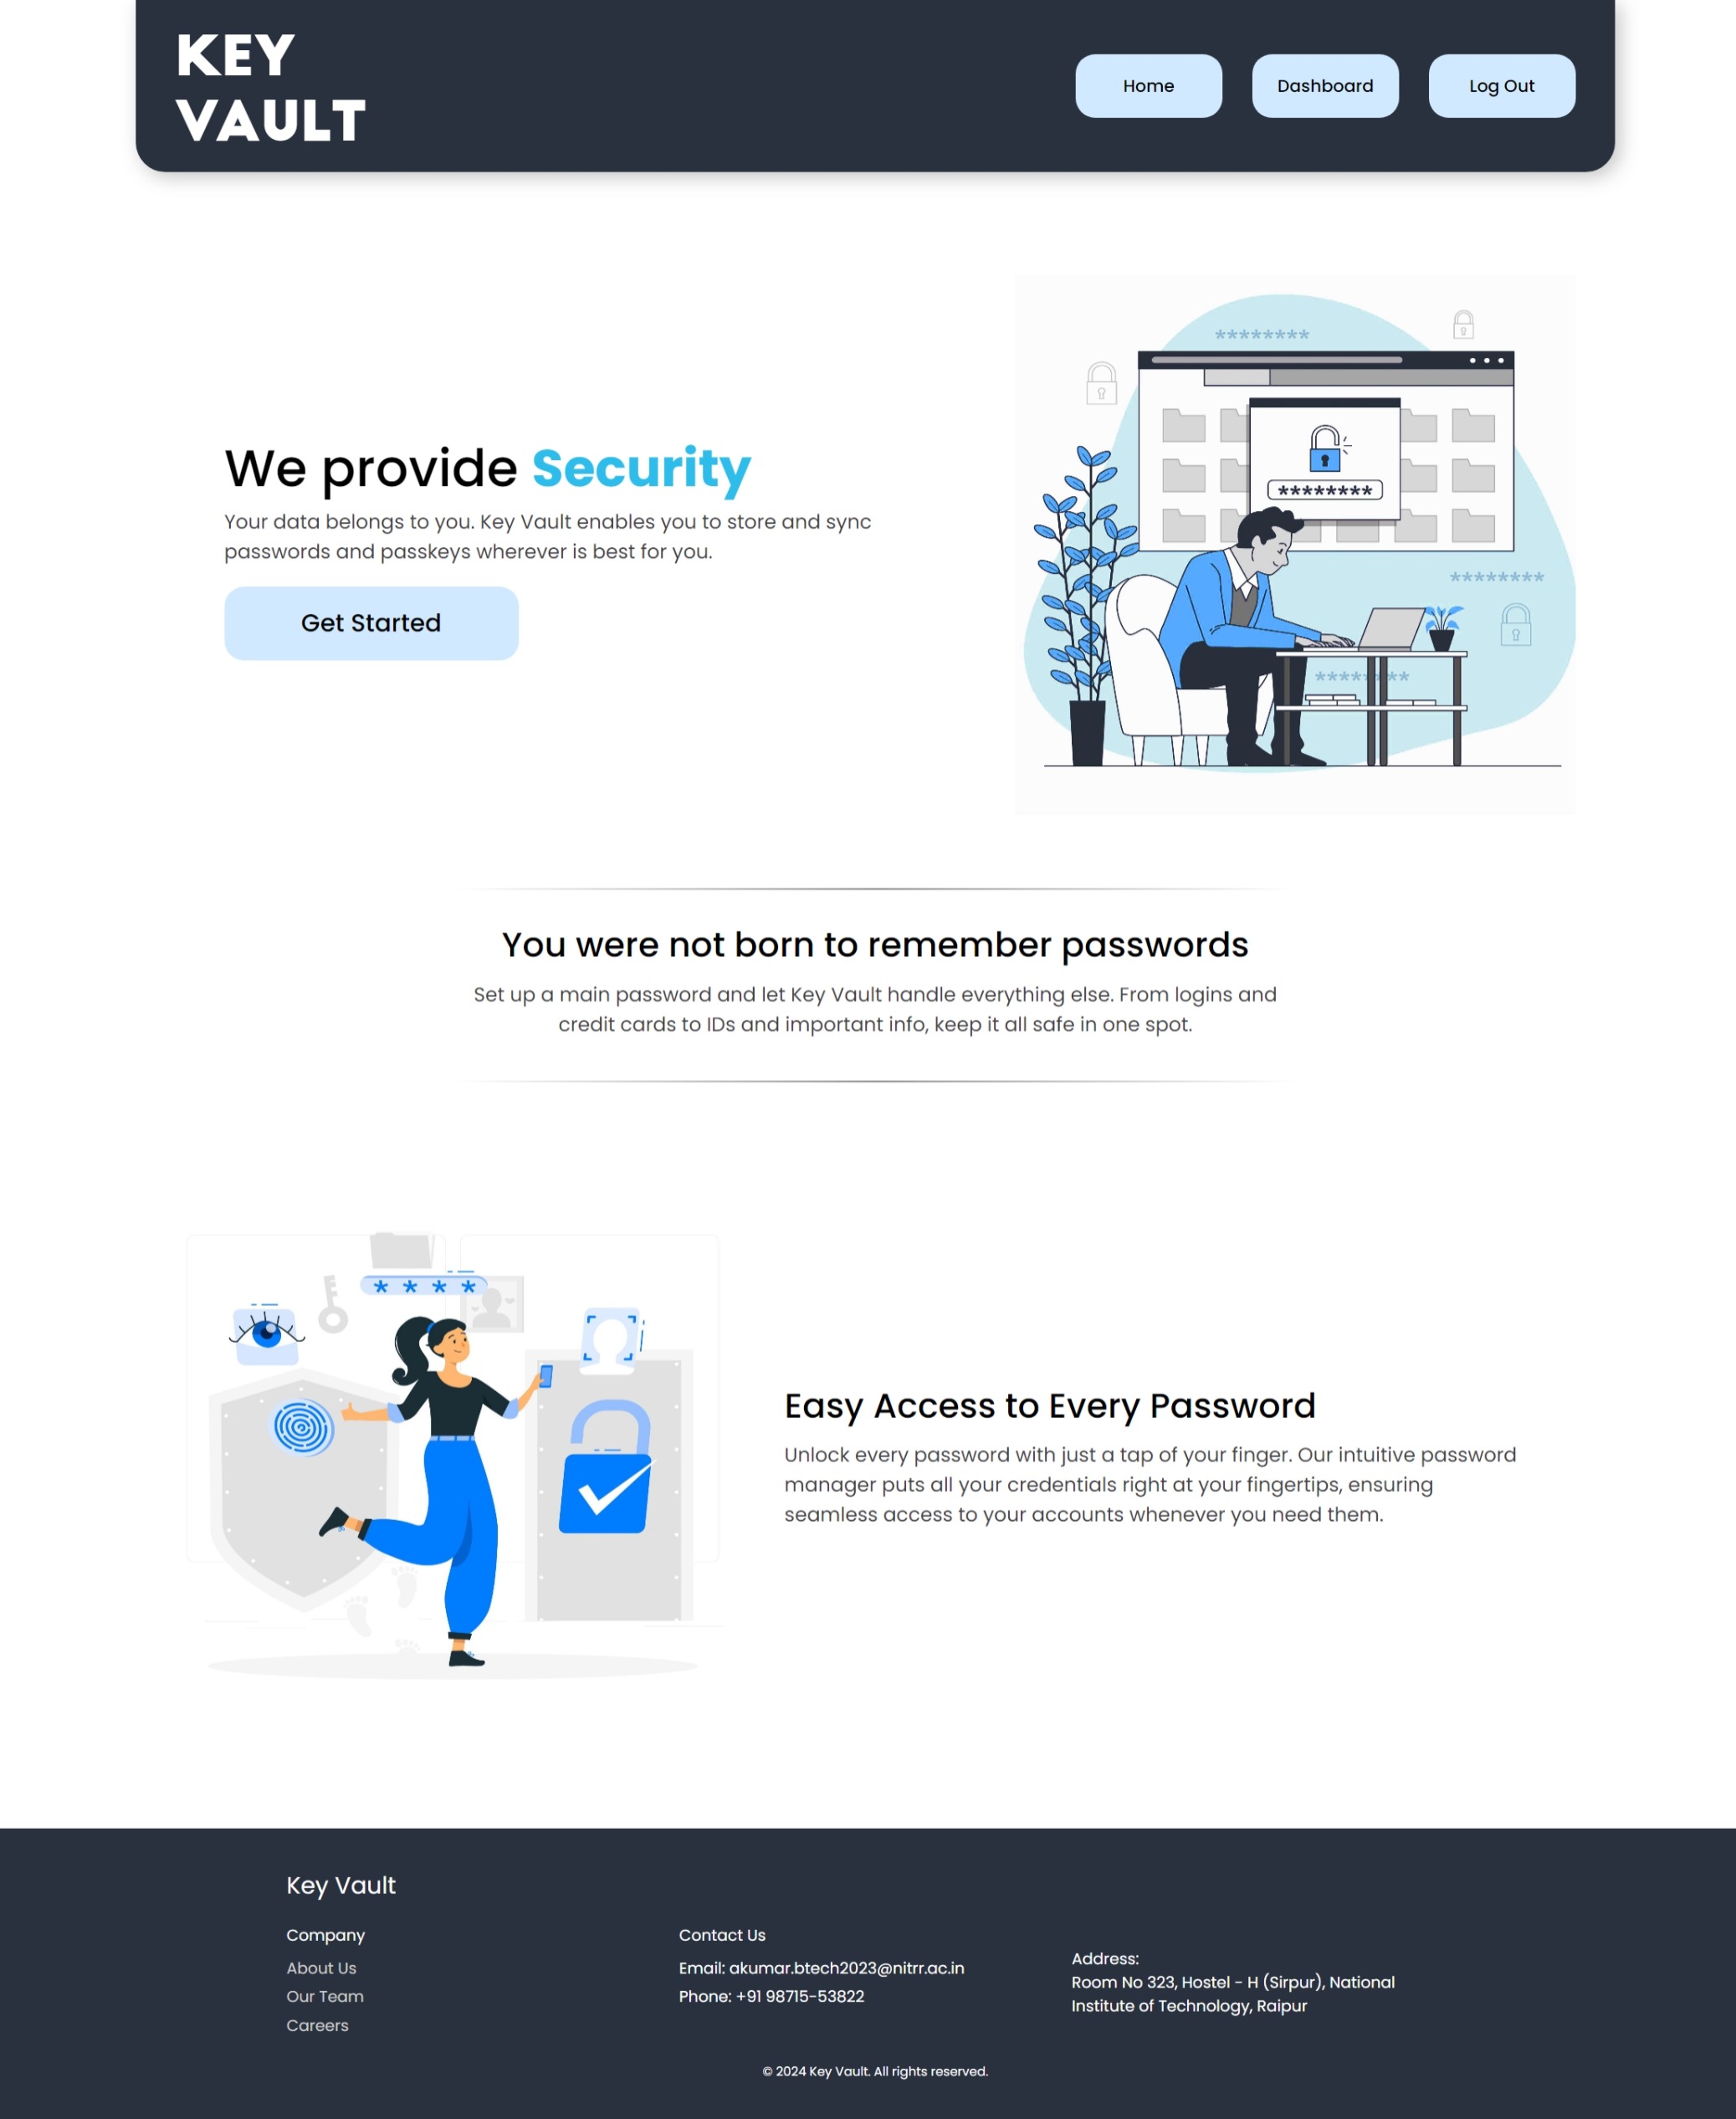 KEY
VAULT
Home
Dashboard
Log Out
********
********
********
********
We provide Security
Your data belongs to you. Key Vault enables you to store and sync
passwords and passkeys wherever is best for you.
Get Started
You were not born to remember passwords
Set up a main password and let Key Vault handle everything else. From logins and
credit cards to IDs and important info, keep it all safe in one spot.
* * * *
Easy Access to Every Password
Unlock every password with just a tap of your finger. Our intuitive password
manager puts all your credentials right at your fingertips, ensuring
seamless access to your accounts whenever you need them.
Key Vault
Company
About Us
Our Team
Careers
Contact Us
Email: akumar.btech2023@nitrr.ac.in
Phone: +91 98715-53822
Address:
Room No 323, Hostel - H (Sirpur), National
Institute of Technology, Raipur
© 2024 Key Vault. All rights reserved.